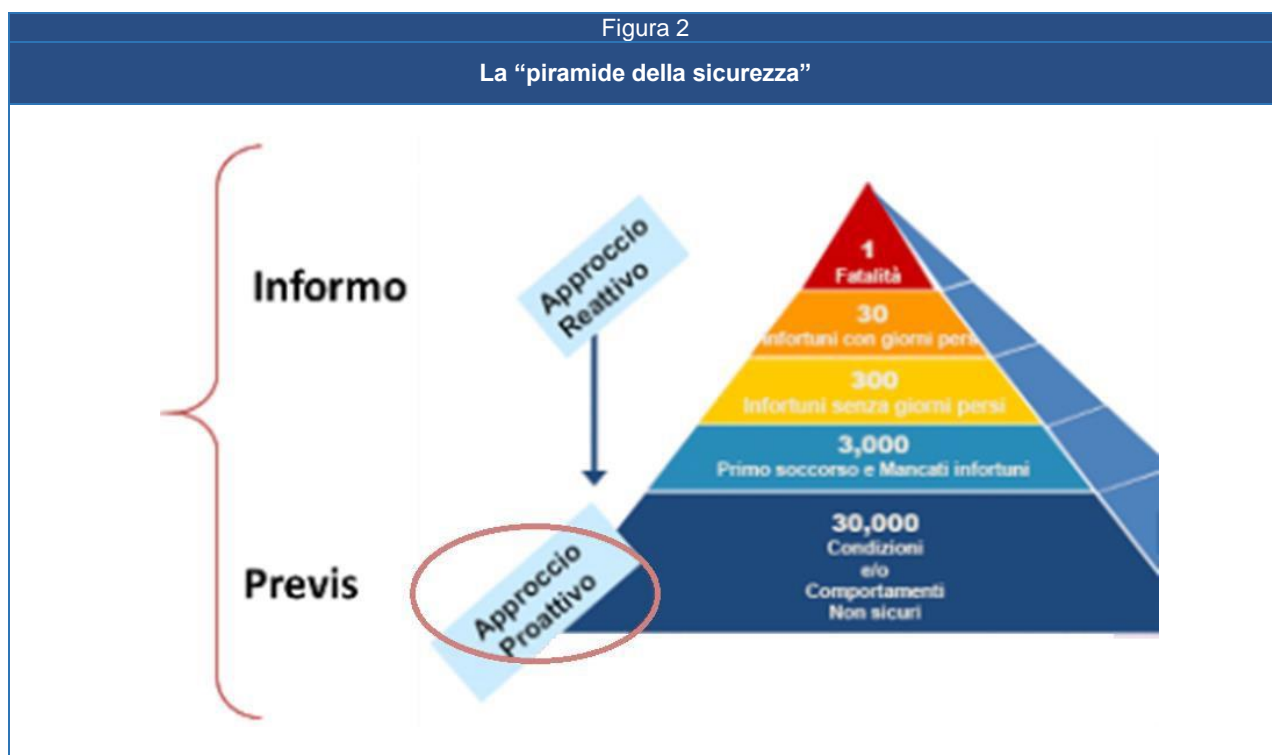 Figura 2
La “piramide della sicurezza”
Informo
Approccio
Reattivo
1
Fatalità
30
Infortuni con giorni persi
300
Infortuni senza giorni persi
3,000
Primo soccorso e Mancati infortuni
Previs
Approccio
Proattivo
30,000
Condizioni
e/o
Comportamenti
Non sicuri